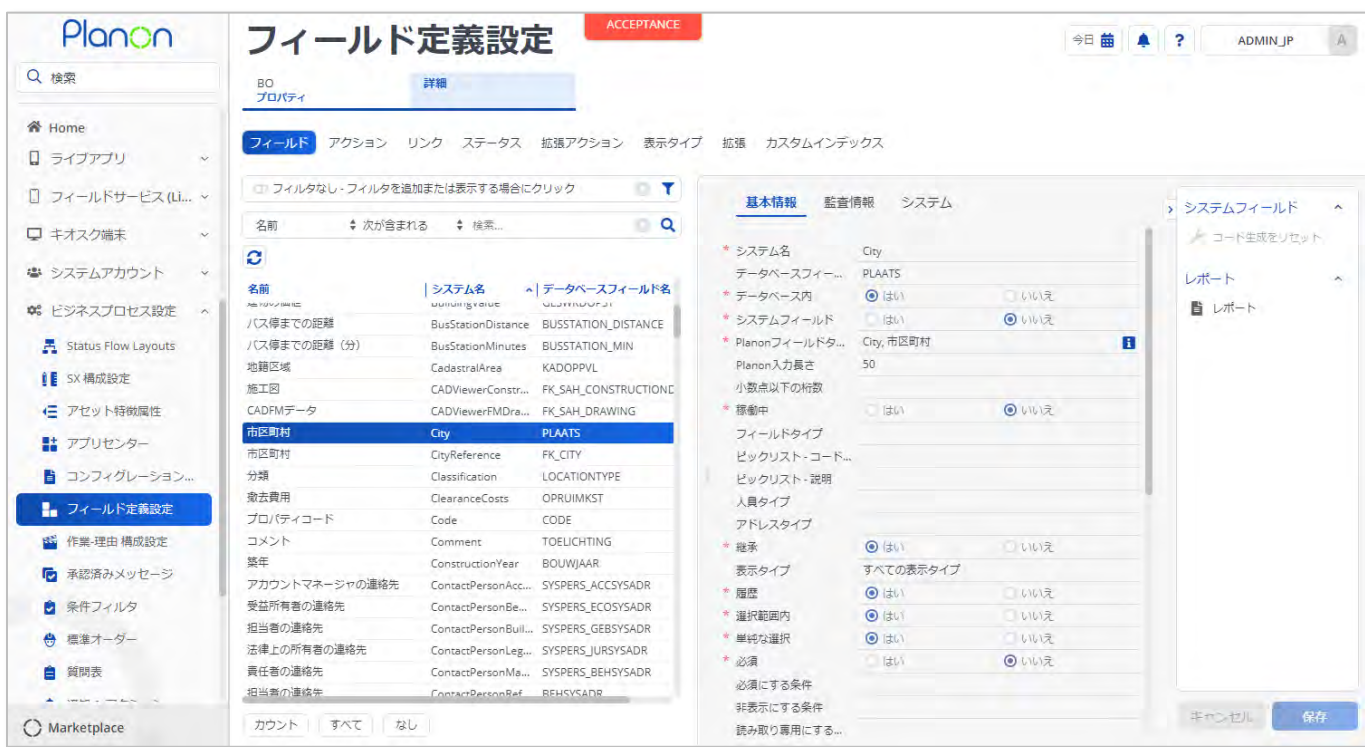 Planon
検索
Home
ライブアプリ
フィールドサービス (Li...
キオスク端末
システムアカウント
ビジネスプロセス設定
Status Flow Layouts
SX 構成設定
アセット特徴属性
アプリセンター
コンフィグレーション...
フィールド定義設定
作業-理由 構成設定
承認済みメッセージ
条件フィルタ
標準オーダー
質問表
Marketplace
フィールド定義設定
ACCEPTANCE
今日
?
ADMIN_JP
A
BO
プロパティ
詳細
フィールド アクション リンク ステータス 拡張アクション 表示タイプ 拡張 カスタムインデックス
フィルタなし - フィルタを追加または表示する場合にクリック
名前 次が含まれる 検索...
名前 システム名 データベースフィールド名
バス停までの距離 BusStationDistance BUSSTATION_DISTANCE
バス停までの距離（分） BusStationMinutes BUSSTATION_MIN
地籍区域 CadastralArea KADOPPVL
施工図 CADViewerConstr... FK_SAH_CONSTRUCTIOND
CADFMデータ CADViewerFMDra... FK_SAH_DRAWING
市区町村 City PLAATS
市区町村 CityReference FK_CITY
分類 Classification LOCATIONTYPE
撤去費用 ClearanceCosts OPRUIMKST
プロパティコード Code CODE
コメント Comment TOELICHTING
築年 ConstructionYear BOUWJAAR
アカウントマネージャの連絡先 ContactPersonAcc... SYSPERS_ACCSYSADR
受益所有者の連絡先 ContactPersonBe... SYSPERS_ECOSYSADR
担当者の連絡先 ContactPersonBuil... SYSPERS_GEBSYSADR
法律上の所有者の連絡先 ContactPersonLeg... SYSPERS_JURSYSADR
責任者の連絡先 ContactPersonMa... SYSPERS_BEHSYSADR
担当者の連絡先 ContactPersonRef BEHSYSADR
カウント すべて なし
基本情報 監査情報 システム
* システム名 City
データベースフィー... PLAATS
* データベース内 はい いいえ
* システムフィールド はい いいえ
* Planonフィールドタ... City, 市区町村
Planon入力長さ 50
小数点以下の桁数
* 稼働中 はい いいえ
フィールドタイプ
ピックリスト - コード...
ピックリスト - 説明
人員タイプ
アドレスタイプ
* 継承 はい いいえ
表示タイプ すべての表示タイプ
* 履歴 はい いいえ
* 選択範囲内 はい いいえ
* 単純な選択 はい いいえ
* 必須 はい いいえ
必須にする条件
非表示にする条件
読み取り専用にする...
システムフィールド
コード生成をリセット
レポート
レポート
キャンセル 保存